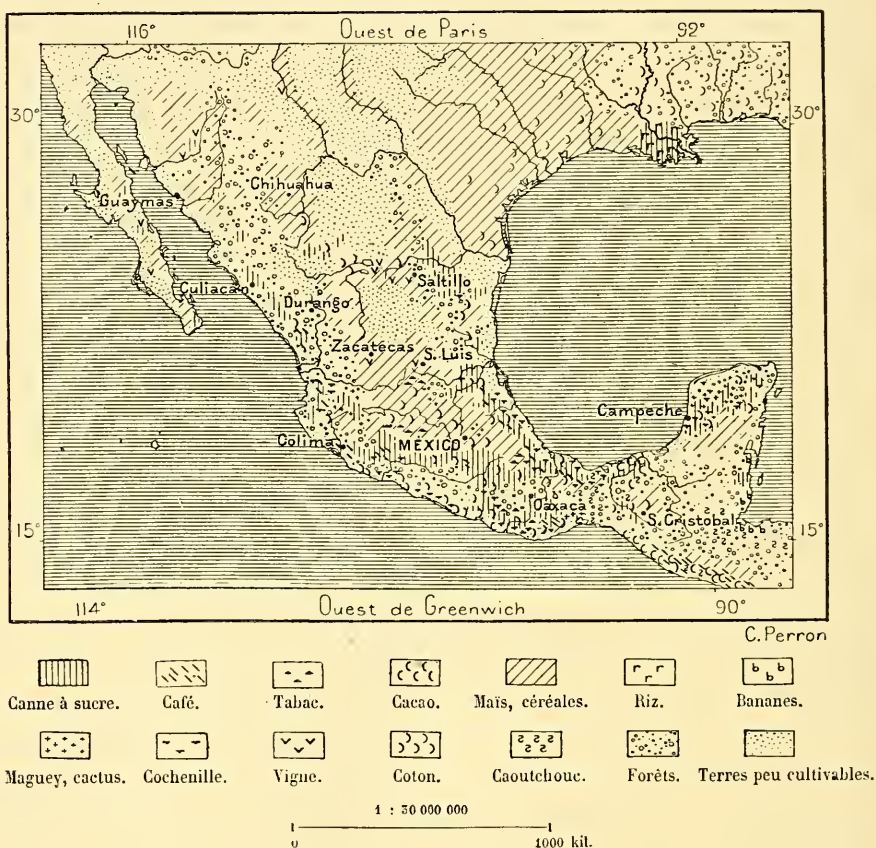 116° Ouest de Paris 92°
30° 30°
Chihuahua
Guaymas
Culiacan
Saltillo
Durango
Zacatecas
S. Luis
Campeche
Colima MEXICO
Oaxaca
S. Cristobal
15° 15°
114° Ouest de Greenwich 90°
C. Perron
Canne à sucre. Café. Tabac. Cacao. Maïs, céréales. Riz. Bananes.
Maguey, cactus. Cochenille. Vigne. Coton. Caoutchouc. Forêts. Terres peu cultivables.
1 : 30 000 000
0 1000 kil.